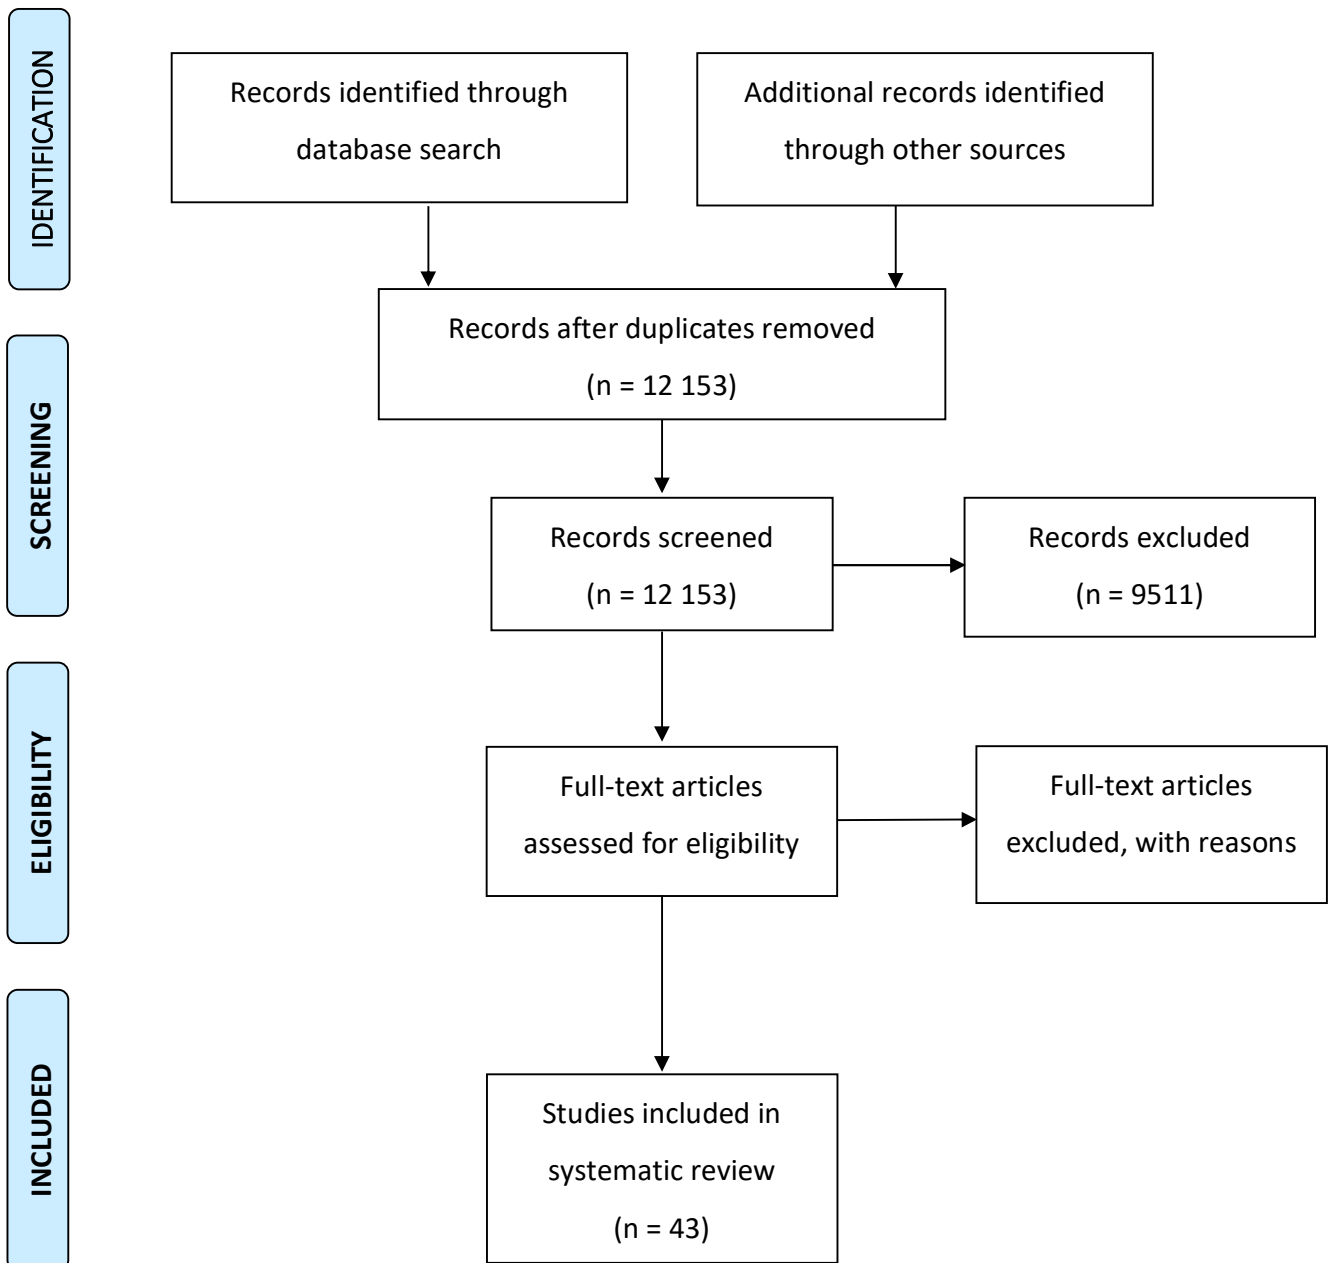 IDENTIFICATION
Records identified through
database search
Additional records identified
through other sources
Records after duplicates removed
(n = 12 153)
SCREENING
Records screened
(n = 12 153)
Records excluded
(n = 9511)
ELIGIBILITY
Full-text articles
assessed for eligibility
Full-text articles
excluded, with reasons
INCLUDED
Studies included in
systematic review
(n = 43)